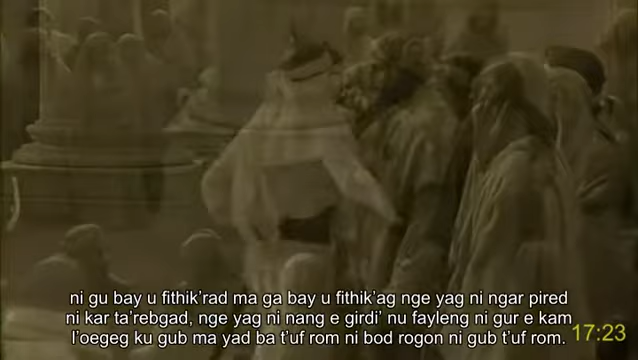 ni gu bay u fithik’rad ma ga bay u fithik’ag nge yag ni ngar pired
ni kar ta’rebgad, nge yag ni nang e girdi’ nu fayleng ni gur e kam
l’oegeg ku gub ma yad ba t’uf rom ni bod rogon ni gub t’uf rom.
17:23